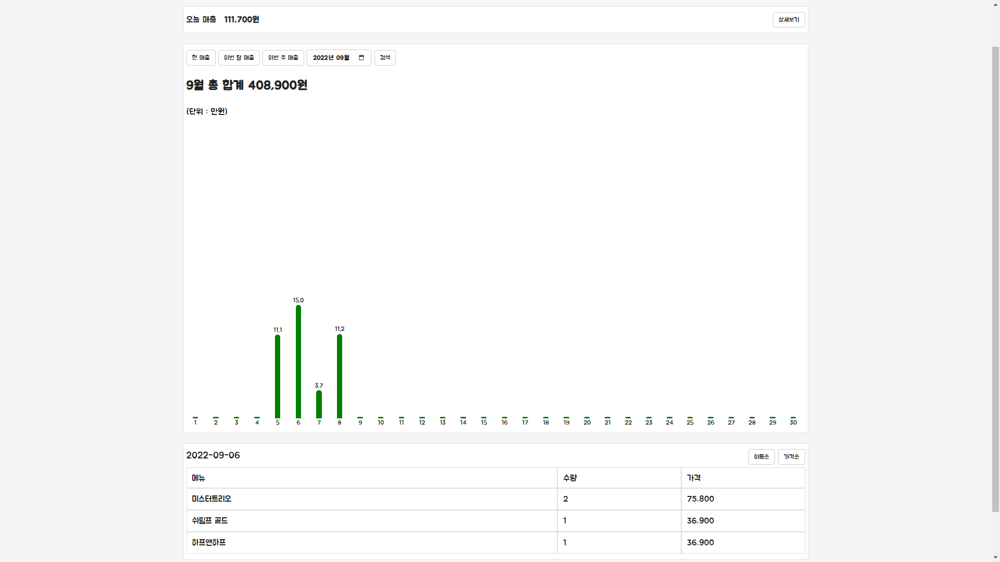 오늘 매출 111,700원
상세보기
현 매출 이번 달 매출 이번 주 매출 2022년 09월 검색
9월 총 합계 408,900원
(단위 : 만원)
15,0
11,1 11,2
3,7
1 2 3 4 5 6 7 8 9 10 11 12 13 14 15 16 17 18 19 20 21 22 23 24 25 26 27 28 29 30
2022-09-06
이름순 가격순
메뉴 수량 가격
미스터트리오 2 75,800
쉬림프 골드 1 36,900
하프앤하프 1 36,900